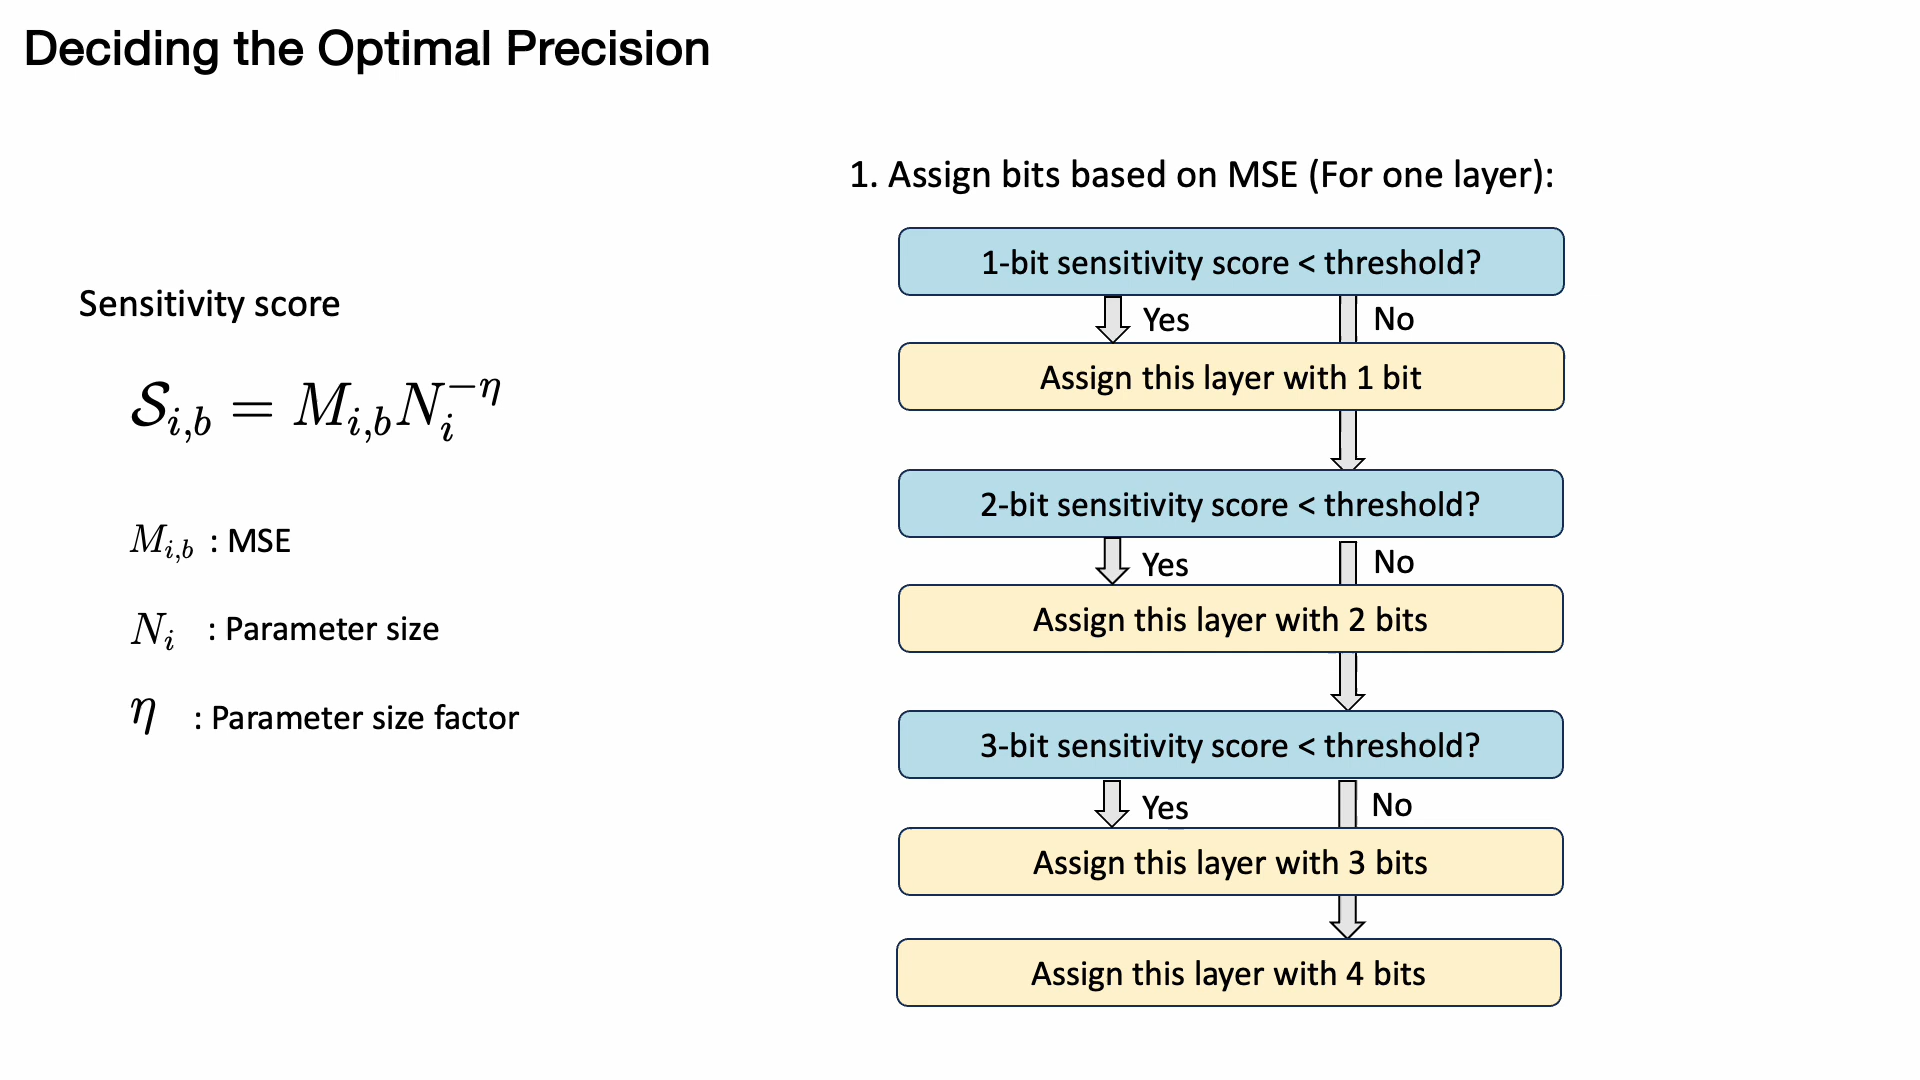 Deciding the Optimal Precision
Sensitivity score
$\mathcal{S}_{i,b} = M_{i,b} N_i^{-\eta}$
$M_{i,b}$ : MSE
$N_i$ : Parameter size
$\eta$ : Parameter size factor
1. Assign bits based on MSE (For one layer):
1-bit sensitivity score < threshold?
Yes
No
Assign this layer with 1 bit
2-bit sensitivity score < threshold?
Yes
No
Assign this layer with 2 bits
3-bit sensitivity score < threshold?
Yes
No
Assign this layer with 3 bits
Assign this layer with 4 bits